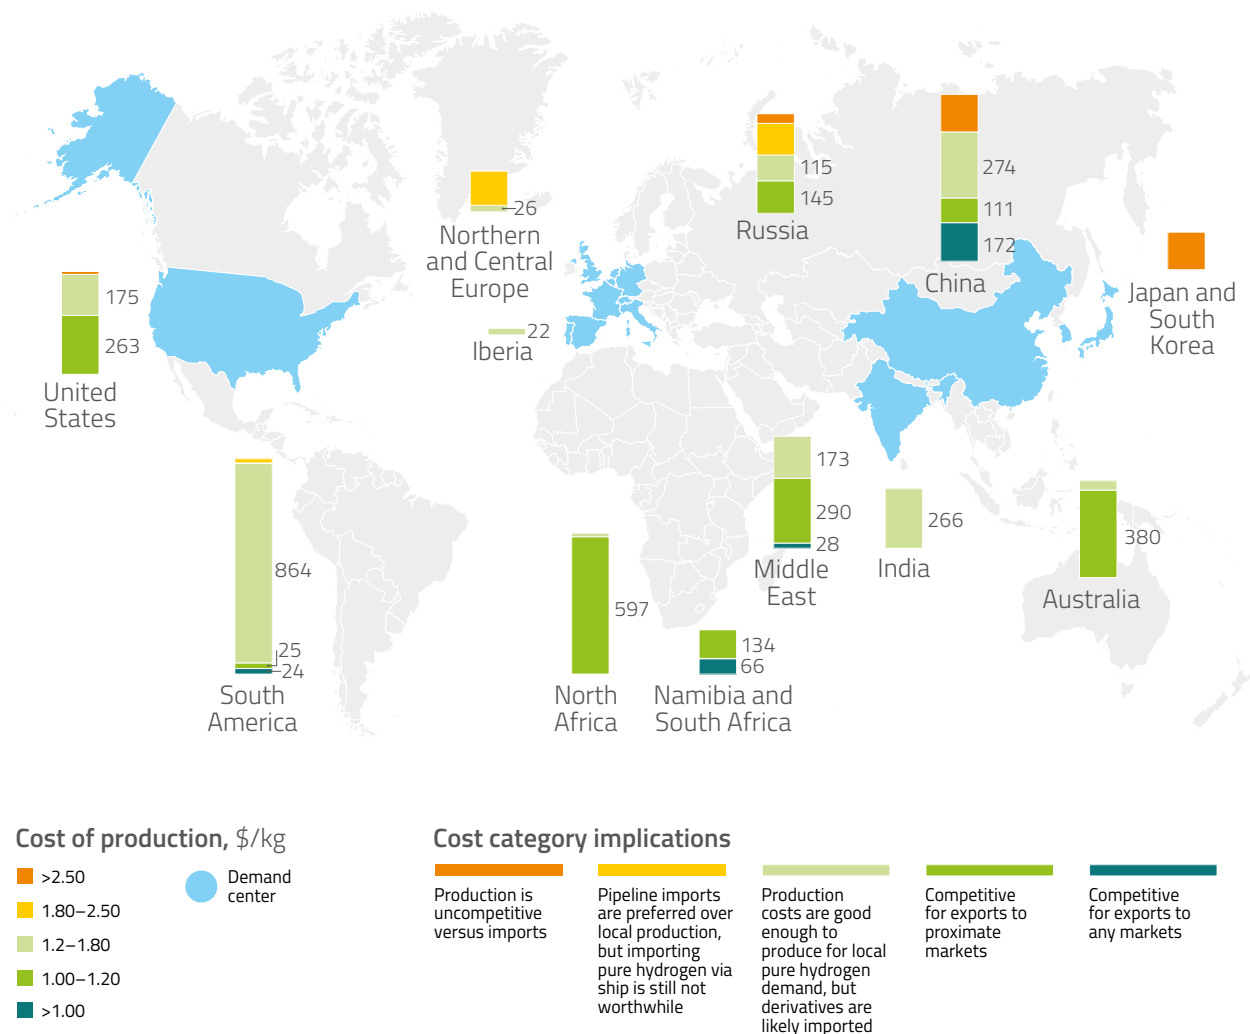 274
111
172
China
115
145
Russia
26
Northern
and Central
Europe
22
Iberia
Japan and
South
Korea
175
263
United
States
864
25
24
South
America
597
North
Africa
134
66
Namibia and
South Africa
173
290
28
Middle
East
266
India
380
Australia
Cost of production, $/kg
>2.50
1.80–2.50
1.2–1.80
1.00–1.20
>1.00
Demand
center
Cost category implications
Production is
uncompetitive
versus imports
Pipeline imports
are preferred over
local production,
but importing
pure hydrogen via
ship is still not
worthwhile
Production
costs are good
enough to
produce for local
pure hydrogen
demand, but
derivatives are
likely imported
Competitive
for exports to
proximate
markets
Competitive
for exports to
any markets